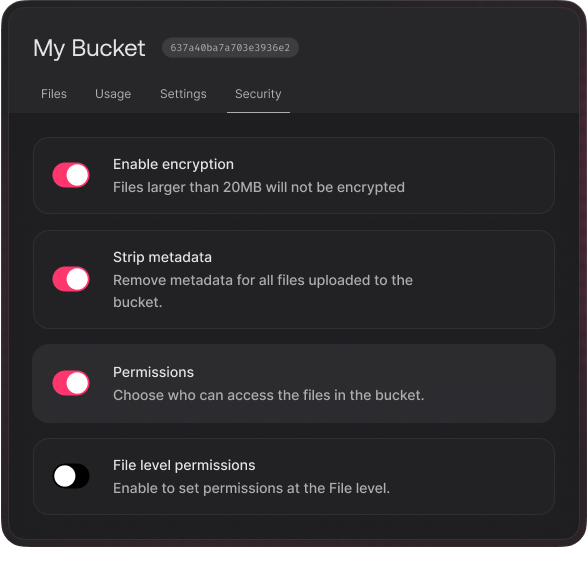 My Bucket 637a40ba7a703e3936e2
Files Usage Settings Security
Enable encryption
Files larger than 20MB will not be encrypted
Strip metadata
Remove metadata for all files uploaded to the
bucket.
Permissions
Choose who can access the files in the bucket.
File level permissions
Enable to set permissions at the File level.